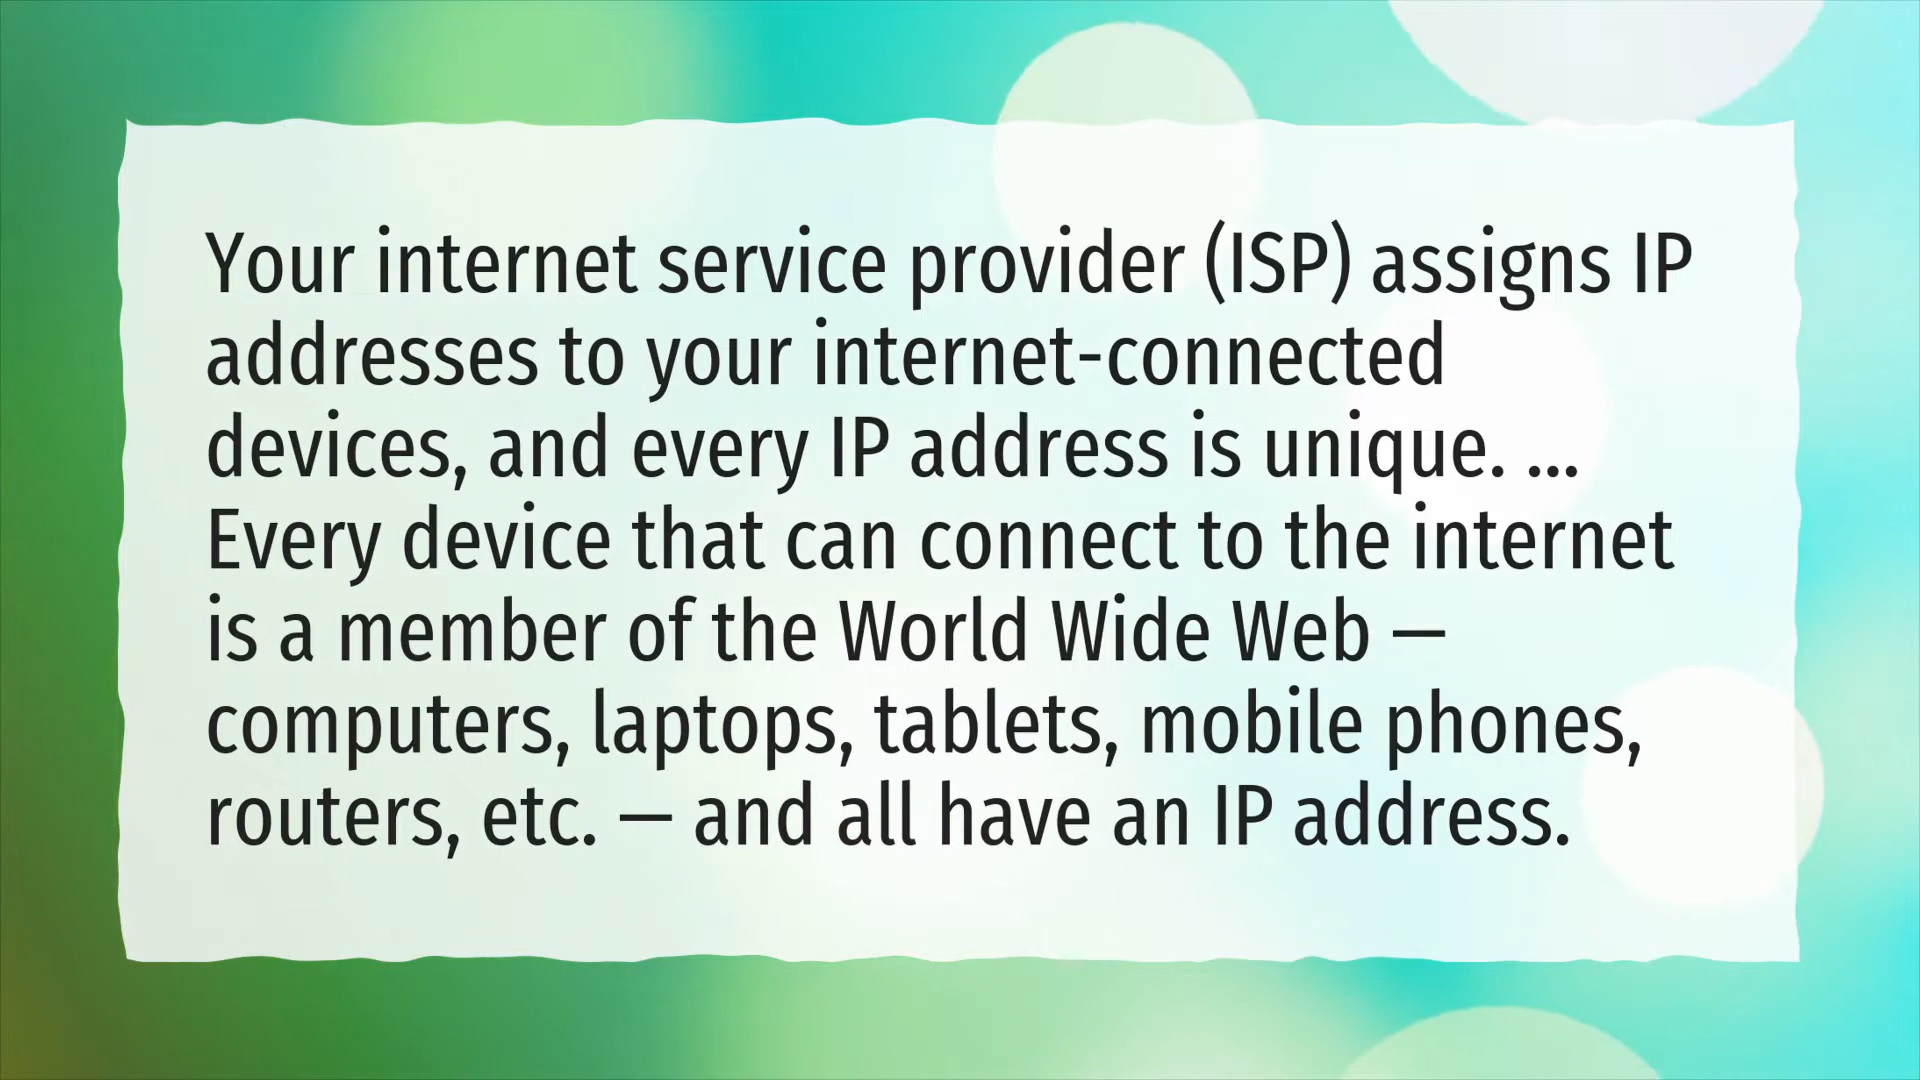 Your internet service provider (ISP) assigns IP
addresses to your internet-connected
devices, and every IP address is unique. ...
Every device that can connect to the internet
is a member of the World Wide Web —
computers, laptops, tablets, mobile phones,
routers, etc. — and all have an IP address.